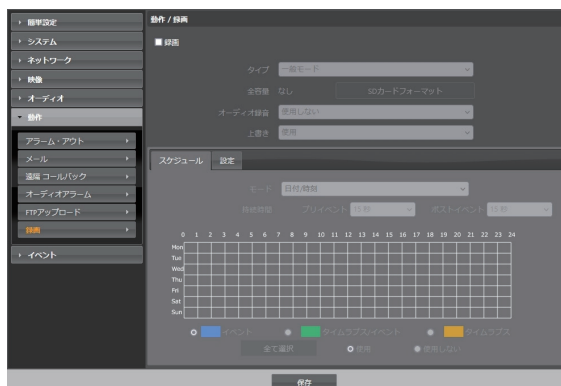 簡単設定
システム
ネットワーク
映像
オーディオ
動作
アラーム・アウト
メール
遠隔 コールバック
オーディオアラーム
FTPアップロード
録画
イベント
動作 / 録画
録画
タイプ 一般モード
全容量 なし SDカードフォーマット
オーディオ録音 使用しない
上書き 使用
スケジュール 設定
モード 日付/時刻
持続時間 プリイベント 15 秒 ポストイベント 15 秒
0 1 2 3 4 5 6 7 8 9 10 11 12 13 14 15 16 17 18 19 20 21 22 23 24
Mon
Tue
Wed
Thu
Fri
Sat
Sun
イベント タイムラプス/イベント タイムラプス
全て選択 使用 使用しない
保存